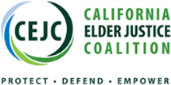 CEJC
CALIFORNIA
ELDER JUSTICE
COALITION
PROTECT • DEFEND • EMPOWER